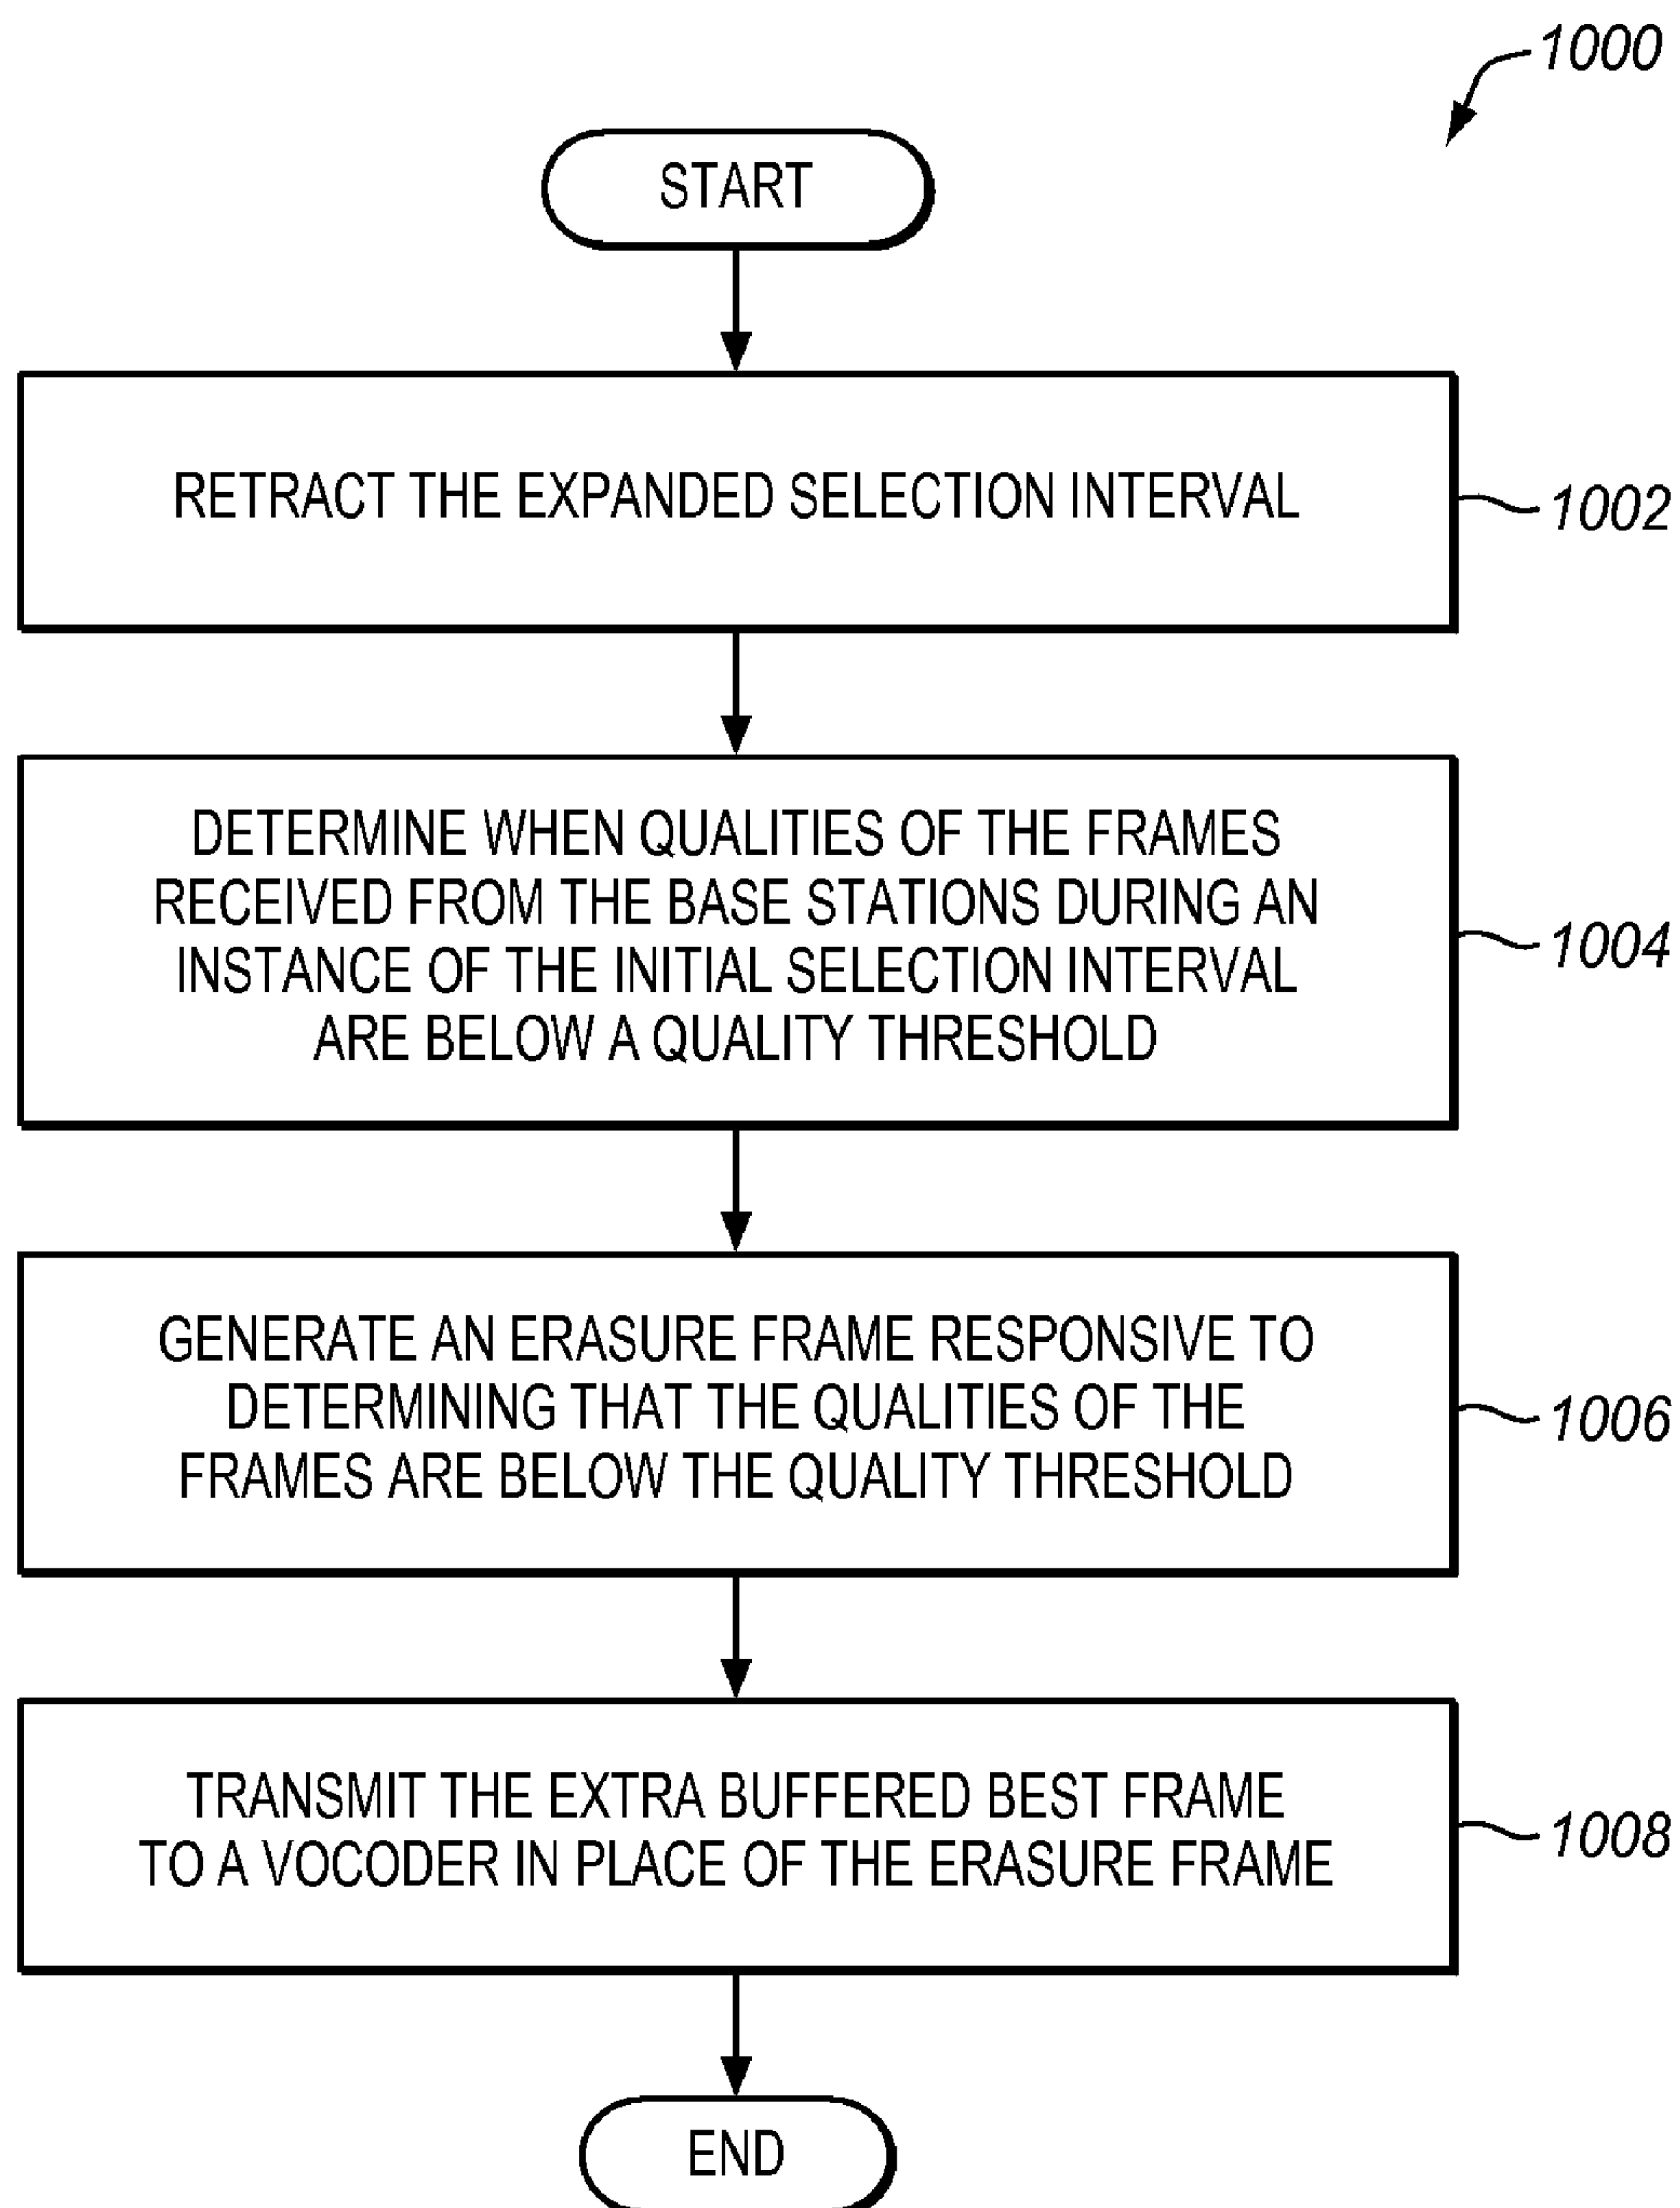 1000
START
RETRACT THE EXPANDED SELECTION INTERVAL
1002
DETERMINE WHEN QUALITIES OF THE FRAMES
RECEIVED FROM THE BASE STATIONS DURING AN
INSTANCE OF THE INITIAL SELECTION INTERVAL
ARE BELOW A QUALITY THRESHOLD
1004
GENERATE AN ERASURE FRAME RESPONSIVE TO
DETERMINING THAT THE QUALITIES OF THE
FRAMES ARE BELOW THE QUALITY THRESHOLD
1006
TRANSMIT THE EXTRA BUFFERED BEST FRAME
TO A VOCODER IN PLACE OF THE ERASURE FRAME
1008
END